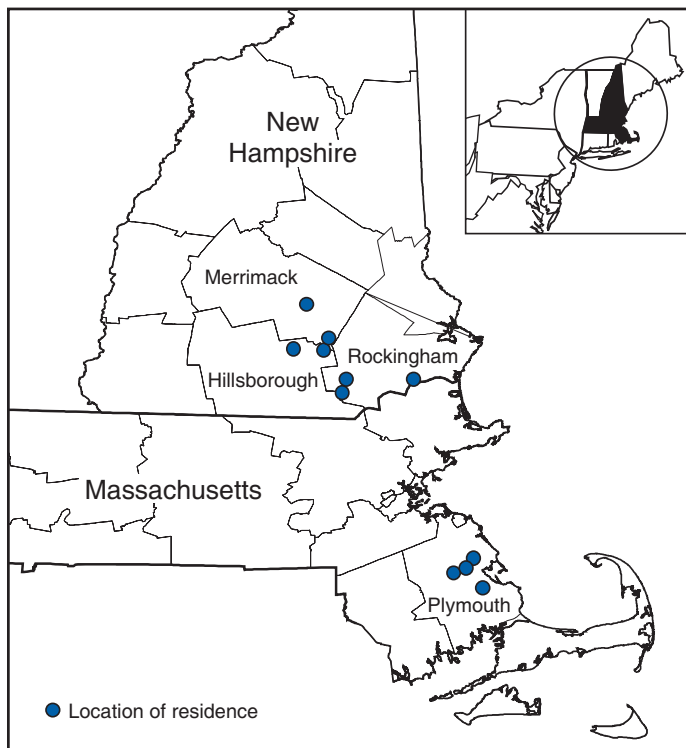 New
Hampshire
Merrimack
Rockingham
Hillsborough
Massachusetts
Plymouth
Location of residence